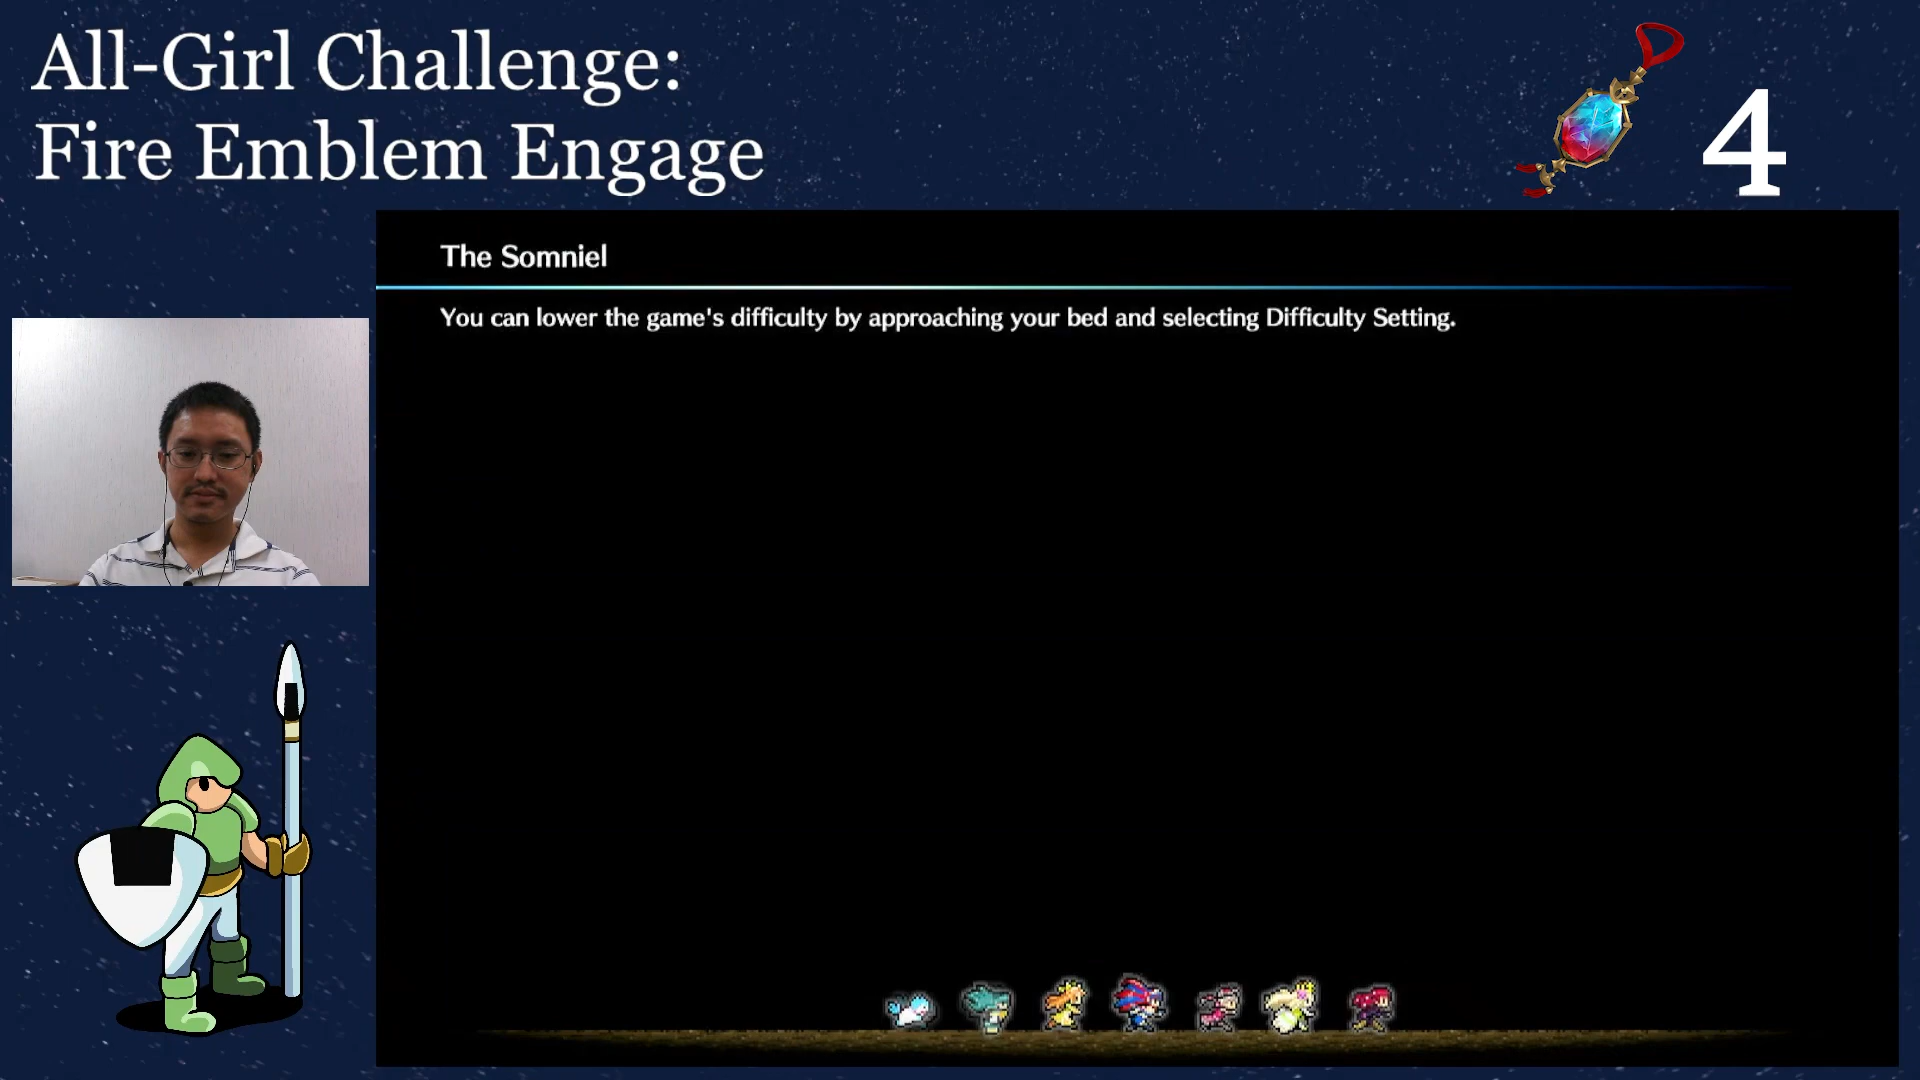 All-Girl Challenge:
Fire Emblem Engage
4
The Somniel
You can lower the game's difficulty by approaching your bed and selecting Difficulty Setting.